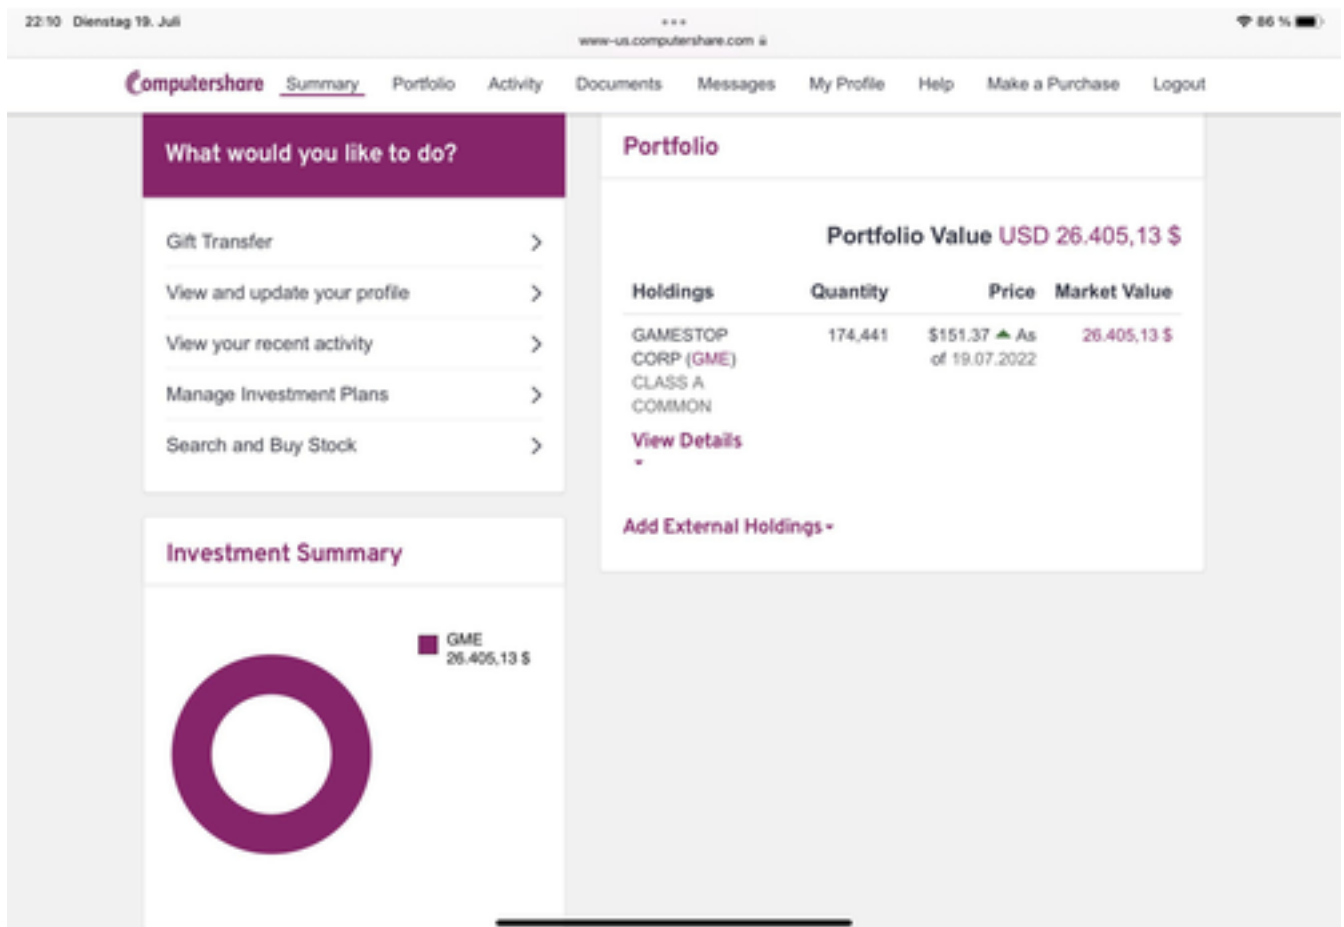 22:10 Dienstag 19. Juli
86 %
www-us.computershare.com
Computershare Summary Portfolio Activity Documents Messages My Profile Help Make a Purchase Logout
What would you like to do?
Gift Transfer
View and update your profile
View your recent activity
Manage Investment Plans
Search and Buy Stock
Investment Summary
GME
26.405,13 $
Portfolio
Portfolio Value USD 26.405,13 $
Holdings Quantity Price Market Value
GAMESTOP 174,441 $151.37 As 26.405,13 $
CORP (GME) of 19.07.2022
CLASS A
COMMON
View Details
Add External Holdings